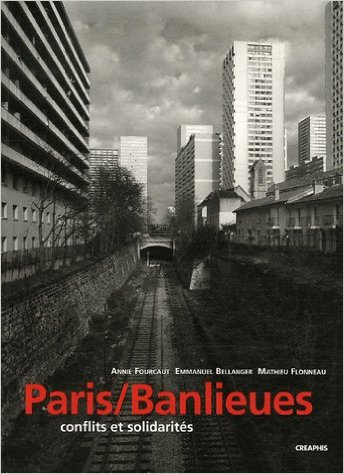 ANNIE FOURCAUT EMMANUEL BELLANGER MATHIEU FLONNEAU
Paris/Banlieues
conflits et solidarités
CREAPHIS